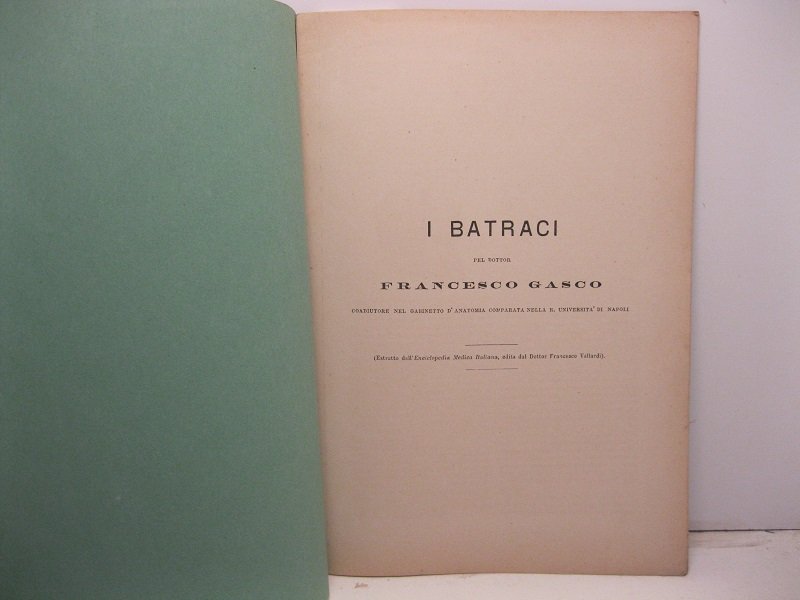 I BATRACI
PEL DOTTOR
FRANCESCO GASCO
COADIUTORE NEL GABINETTO D'ANATOMIA COMPARATA NELLA R. UNIVERSITA' DI NAPOLI
(Estratto dall'Enciclopedia Medica Italiana, edita dal Dottor Francesco Vallardi).